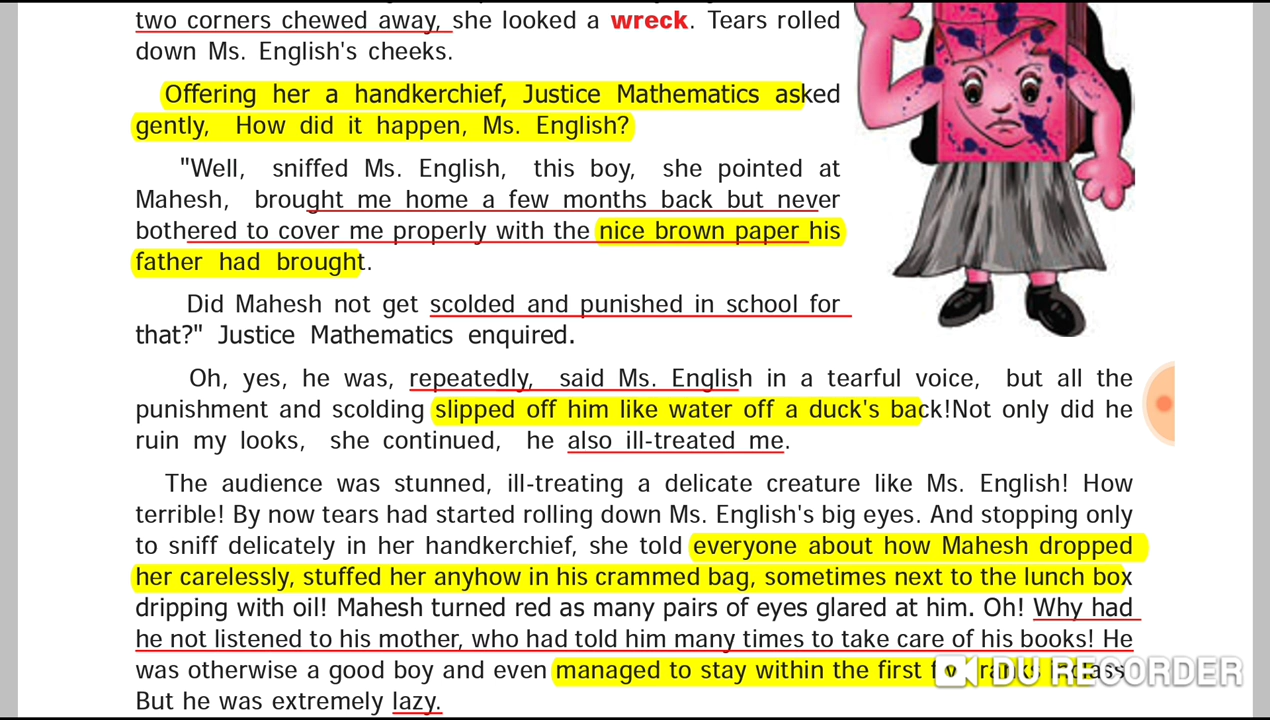 two corners chewed away, she looked a wreck. Tears rolled
down Ms. English's cheeks.
Offering her a handkerchief, Justice Mathematics asked
gently, How did it happen, Ms. English?
"Well, sniffed Ms. English, this boy, she pointed at
Mahesh, brought me home a few months back but never
bothered to cover me properly with the nice brown paper his
father had brought.
Did Mahesh not get scolded and punished in school for
that?" Justice Mathematics enquired.
Oh, yes, he was, repeatedly, said Ms. English in a tearful voice, but all the
punishment and scolding slipped off him like water off a duck's back!Not only did he
ruin my looks, she continued, he also ill-treated me.
The audience was stunned, ill-treating a delicate creature like Ms. English! How
terrible! By now tears had started rolling down Ms. English's big eyes. And stopping only
to sniff delicately in her handkerchief, she told everyone about how Mahesh dropped
her carelessly, stuffed her anyhow in his crammed bag, sometimes next to the lunch box
dripping with oil! Mahesh turned red as many pairs of eyes glared at him. Oh! Why had
he not listened to his mother, who had told him many times to take care of his books! He
was otherwise a good boy and even managed to stay within the first
But he was extremely lazy.
DU RECORDER